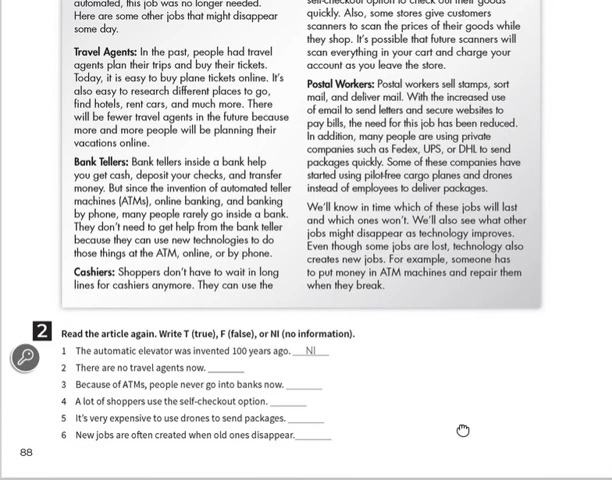 automated, this job was no longer needed.
Here are some other jobs that might disappear
some day.
Travel Agents: In the past, people had travel
agents plan their trips and buy their tickets.
Today, it is easy to buy plane tickets online. It's
also easy to research different places to go,
find hotels, rent cars, and much more. There
will be fewer travel agents in the future because
more and more people will be planning their
vacations online.
Bank Tellers: Bank tellers inside a bank help
you get cash, deposit your checks, and transfer
money. But since the invention of automated teller
machines (ATMs), online banking, and banking
by phone, many people rarely go inside a bank.
They don't need to get help from the bank teller
because they can use new technologies to do
those things at the ATM, online, or by phone.
Cashiers: Shoppers don't have to wait in long
lines for cashiers anymore. They can use the
self-checkout option to check out their goods
quickly. Also, some stores give customers
scanners to scan the prices of their goods while
they shop. It's possible that future scanners will
scan everything in your cart and charge your
account as you leave the store.
Postal Workers: Postal workers sell stamps, sort
mail, and deliver mail. With the increased use
of email to send letters and secure websites to
pay bills, the need for this job has been reduced.
In addition, many people are using private
companies such as Fedex, UPS, or DHL to send
packages quickly. Some of these companies have
started using pilot-free cargo planes and drones
instead of employees to deliver packages.
We'll know in time which of these jobs will last
and which ones won't. We'll also see what other
jobs might disappear as technology improves.
Even though some jobs are lost, technology also
creates new jobs. For example, someone has
to put money in ATM machines and repair them
when they break.
2 Read the article again. Write T (true), F (false), or NI (no information).
1 The automatic elevator was invented 100 years ago. __NI__
2 There are no travel agents now. ________
3 Because of ATMs, people never go into banks now. ________
4 A lot of shoppers use the self-checkout option. ________
5 It's very expensive to use drones to send packages. ________
6 New jobs are often created when old ones disappear. ________
88